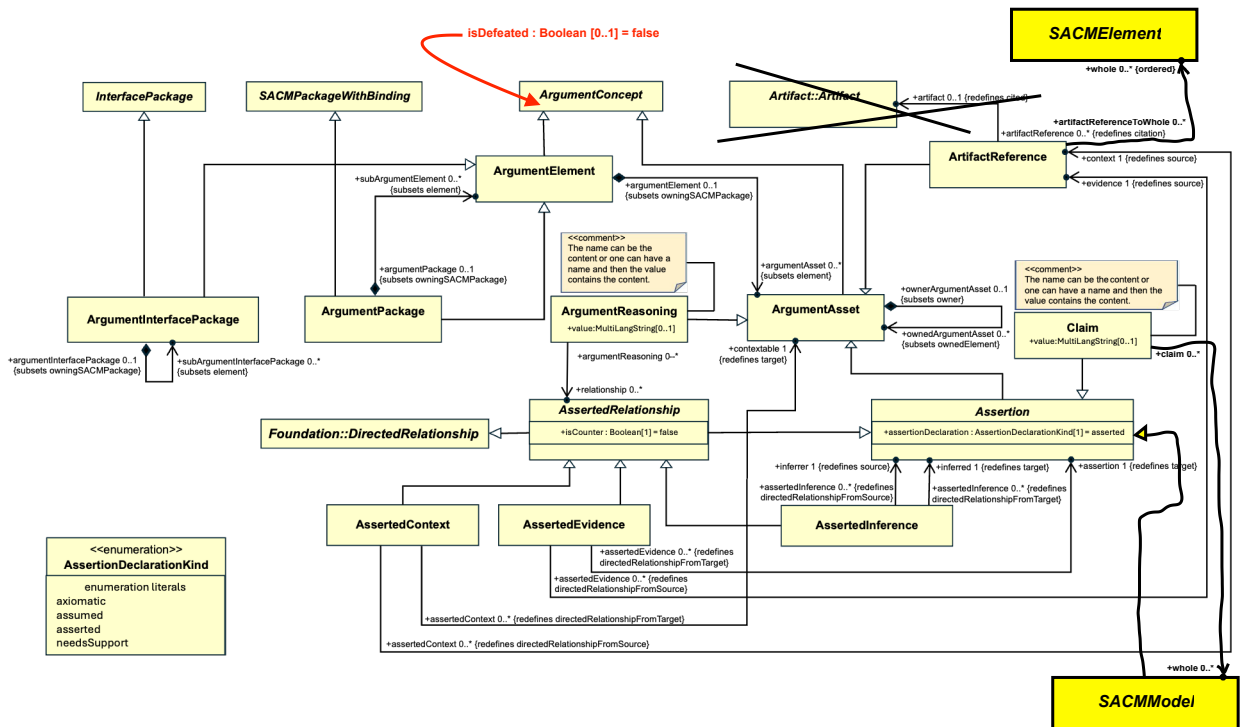 isDefeated : Boolean [0..1] = false
SACMElement
+whole 0..* {ordered}
InterfacePackage
SACMPackageWithBinding
ArgumentConcept
Artifact::Artifact
+artifact 0..1 {redefines cited}
+artifactReferenceToWhole 0..*
+artifactReference 0..* {redefines citation}
ArtifactReference
+context 1 {redefines source}
+evidence 1 {redefines source}
ArgumentElement
+subArgumentElement 0..*
{subsets element}
+argumentElement 0..1
{subsets owningSACMPackage}
<<comment>>
The name can be the
content or one can have a
name and then the value
contains the content.
+argumentPackage 0..1
{subsets owningSACMPackage}
+argumentAsset 0..*
{subsets element}
<<comment>>
The name can be the content or
one can have a name and then the
value contains the content.
ArgumentInterfacePackage
ArgumentPackage
ArgumentReasoning
+value:MultiLangString[0..1]
ArgumentAsset
+ownerArgumentAsset 0..1
{subsets owner}
+ownedArgumentAsset 0..*
{subsets ownedElement}
Claim
+value:MultiLangString[0..1]
+claim 0..*
+argumentInterfacePackage 0..1
{subsets owningSACMPackage}
+subArgumentInterfacePackage 0..*
{subsets element}
+argumentReasoning 0..*
+contextable 1
{redefines target}
+relationship 0..*
AssertedRelationship
+isCounter : Boolean[1] = false
Foundation::DirectedRelationship
Assertion
+assertionDeclaration : AssertionDeclarationKind[1] = asserted
+inferrer 1 {redefines source}
+inferred 1 {redefines target}
+assertion 1 {redefines target}
+assertedInference 0..* {redefines
directedRelationshipFromSource}
+assertedInference 0..* {redefines
directedRelationshipFromTarget}
AssertedContext
AssertedEvidence
AssertedInference
<<enumeration>>
AssertionDeclarationKind
enumeration literals
axiomatic
assumed
asserted
needsSupport
+assertedEvidence 0..* {redefines
directedRelationshipFromTarget}
+assertedEvidence 0..* {redefines
directedRelationshipFromSource}
+assertedContext 0..* {redefines directedRelationshipFromTarget}
+assertedContext 0..* {redefines directedRelationshipFromSource}
+whole 0..*
SACMModel